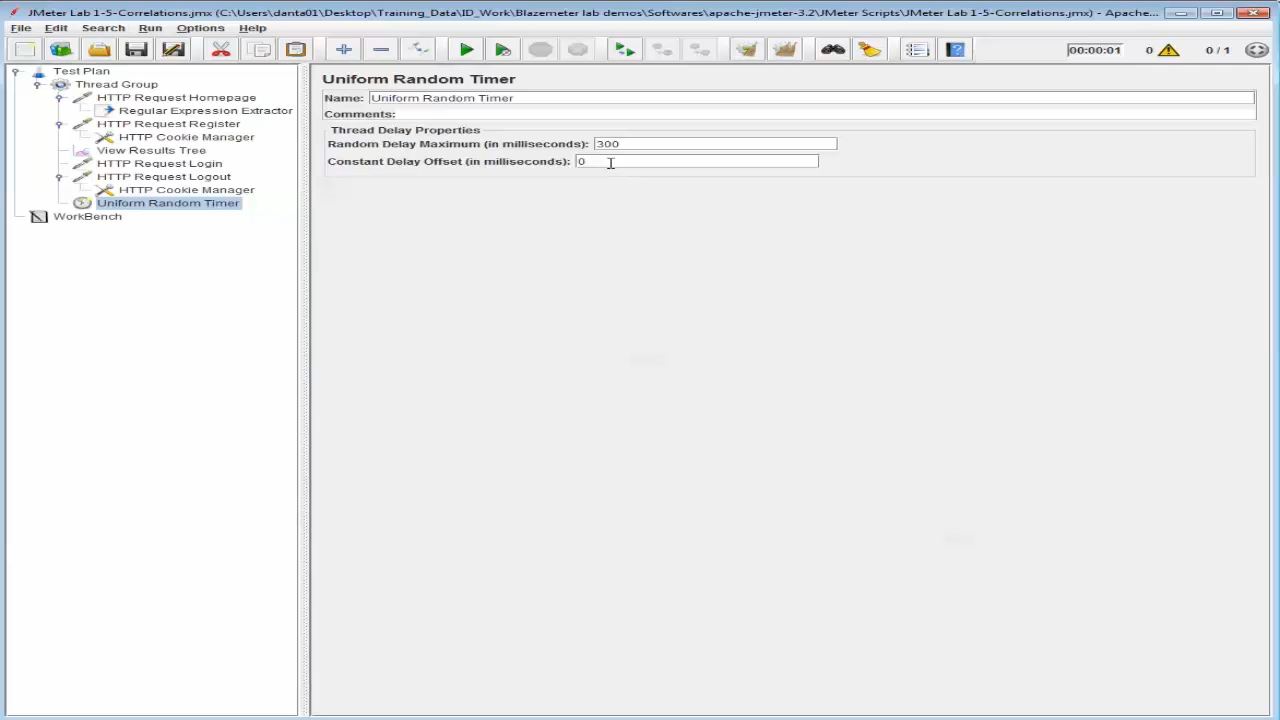 JMeter Lab 1-5-Correlations.jmx (C:\Users\danta01\Desktop\Training_Data\ID_Work\Blazemeter lab demos\Softwares\apache-jmeter-3.2\JMeter Scripts\JMeter Lab 1-5-Correlations.jmx) - Apache...
File Edit Search Run Options Help
00:00:01 0 0 / 1
Test Plan
Thread Group
HTTP Request Homepage
Regular Expression Extractor
HTTP Request Register
HTTP Cookie Manager
View Results Tree
HTTP Request Login
HTTP Request Logout
HTTP Cookie Manager
Uniform Random Timer
WorkBench
Uniform Random Timer
Name: Uniform Random Timer
Comments:
Thread Delay Properties
Random Delay Maximum (in milliseconds): 300
Constant Delay Offset (in milliseconds): 0